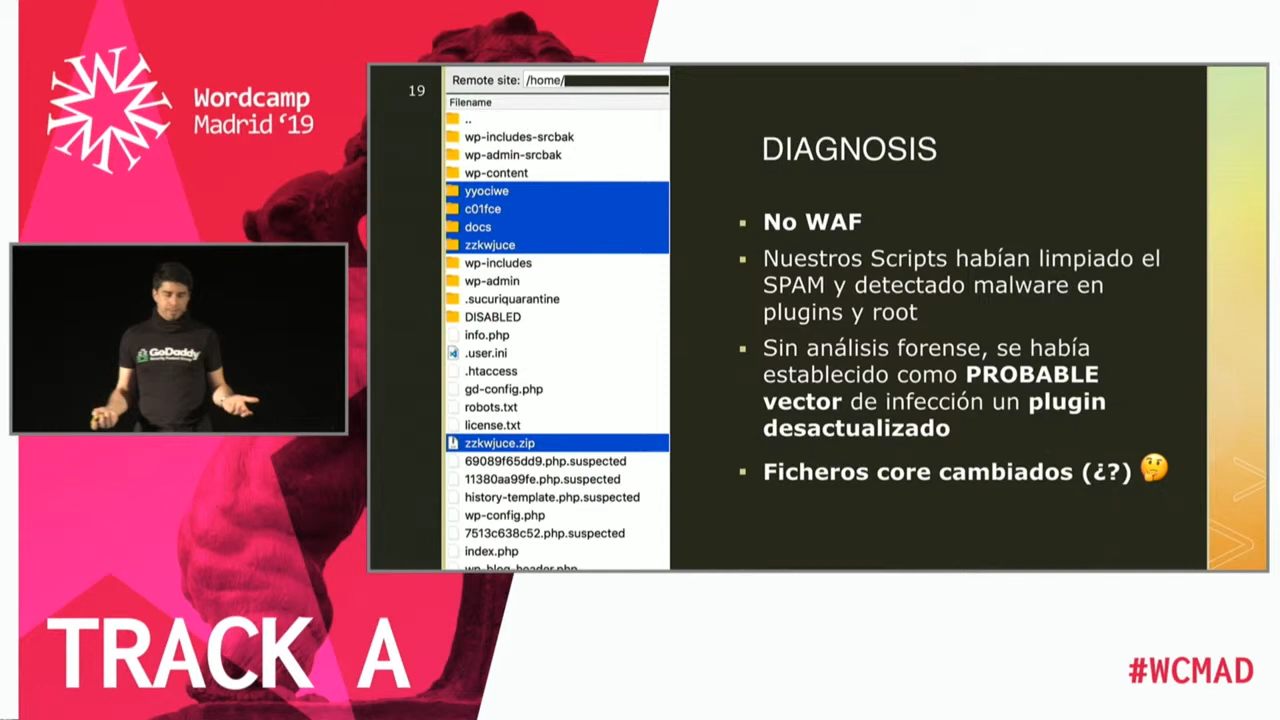 Wordcamp
Madrid ‘19
GoDaddy
TRACK A
19
Remote site: /home/
Filename
..
wp-includes-srcbak
wp-admin-srcbak
wp-content
yyociwe
c01fce
docs
zzkwjuce
wp-includes
wp-admin
.sucuriquarantine
DISABLED
info.php
.user.ini
.htaccess
gd-config.php
robots.txt
license.txt
zzkwjuce.zip
69089f65dd9.php.suspected
11380aa99fe.php.suspected
history-template.php.suspected
wp-config.php
7513c638c52.php.suspected
index.php
wp-blog-header.php
DIAGNOSIS
No WAF
Nuestros Scripts habían limpiado el
SPAM y detectado malware en
plugins y root
Sin análisis forense, se había
establecido como PROBABLE
vector de infección un plugin
desactualizado
Ficheros core cambiados (¿?) 🤔
#WCMAD